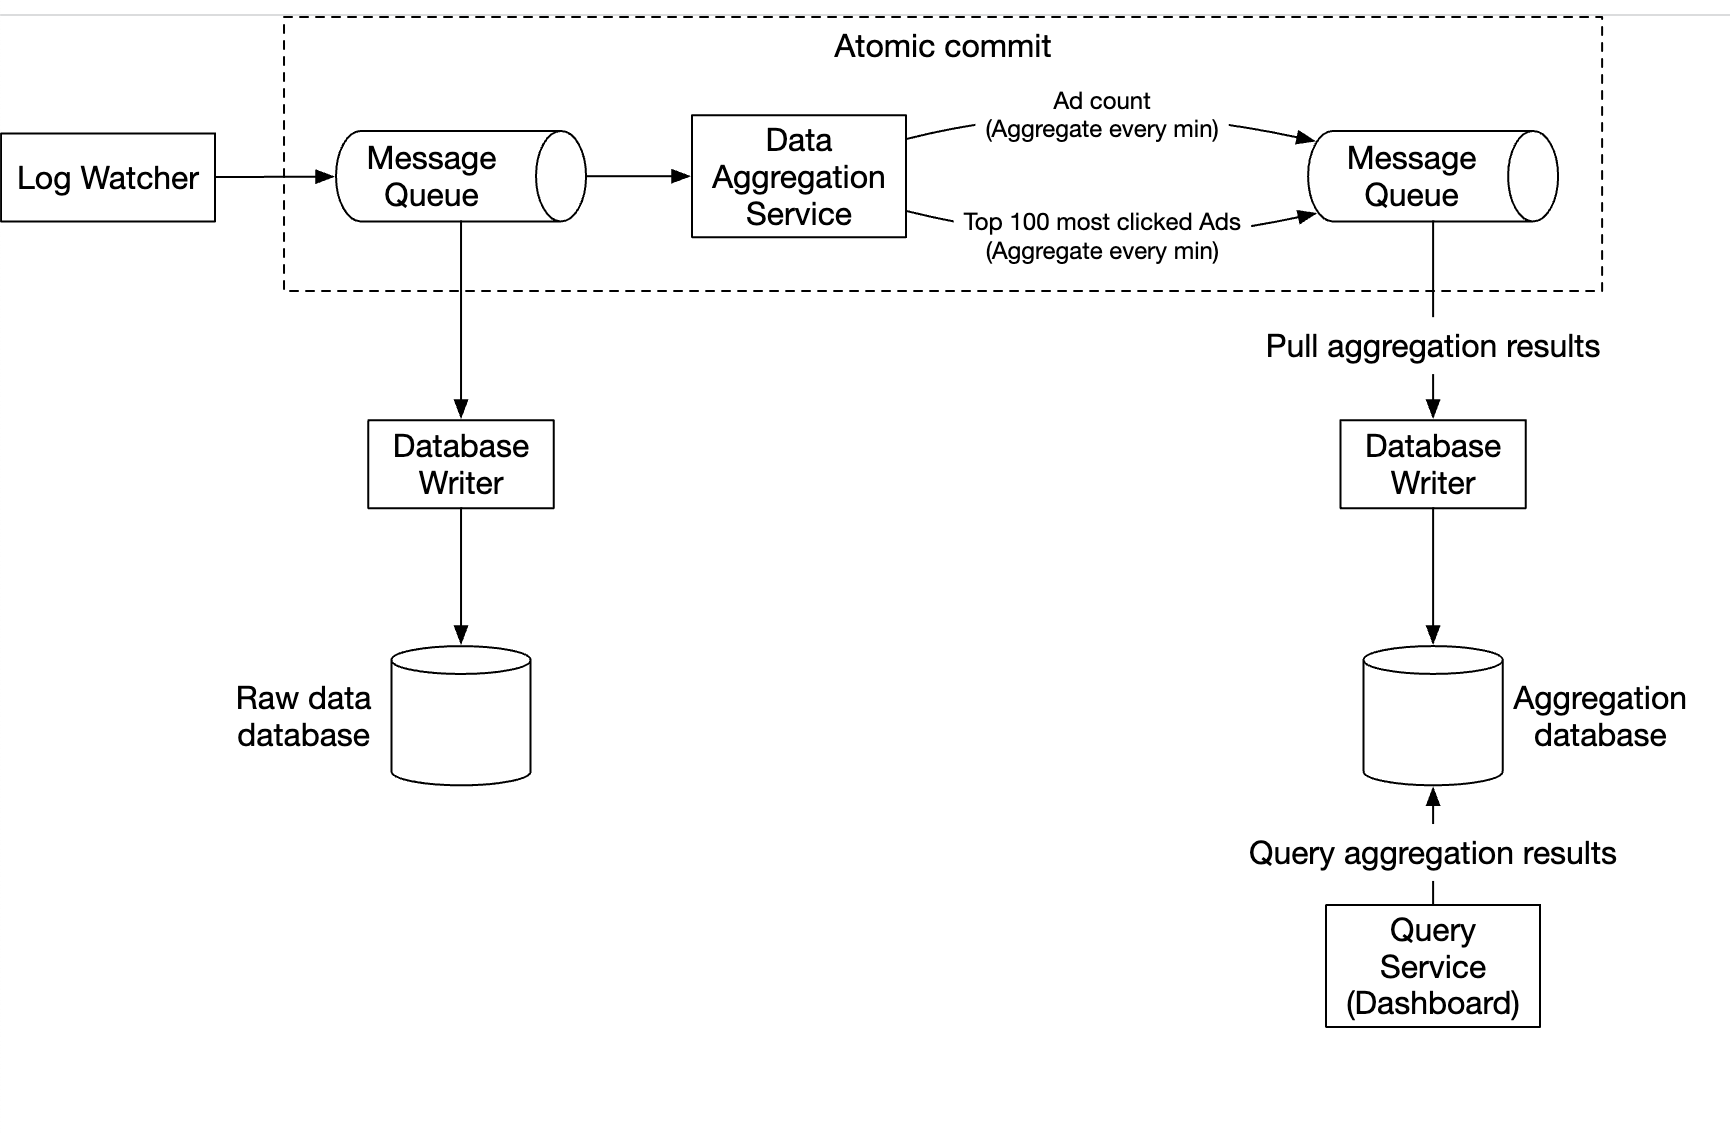 Atomic commit
Log Watcher
Message
Queue
Data
Aggregation
Service
Ad count
(Aggregate every min)
Top 100 most clicked Ads
(Aggregate every min)
Message
Queue
Pull aggregation results
Database
Writer
Database
Writer
Raw data
database
Aggregation
database
Query aggregation results
Query
Service
(Dashboard)